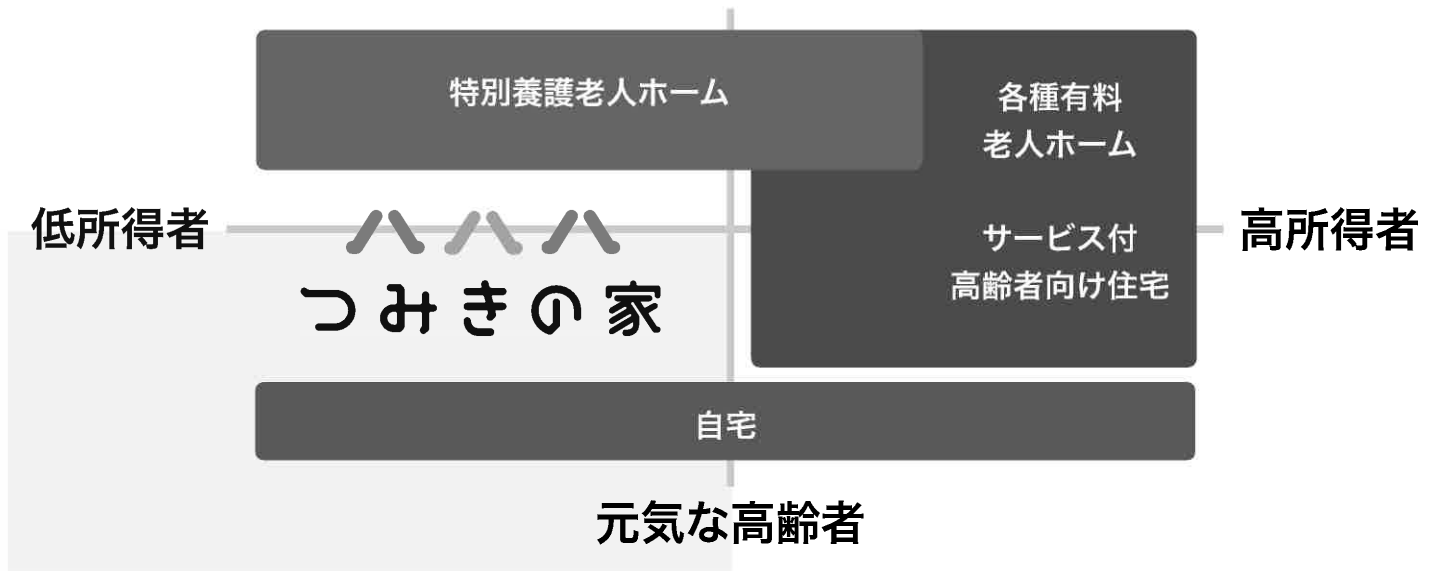 特別養護老人ホーム
各種有料
老人ホーム
低所得者
高所得者
サービス付
高齢者向け住宅
つみきの家
自宅
元気な高齢者